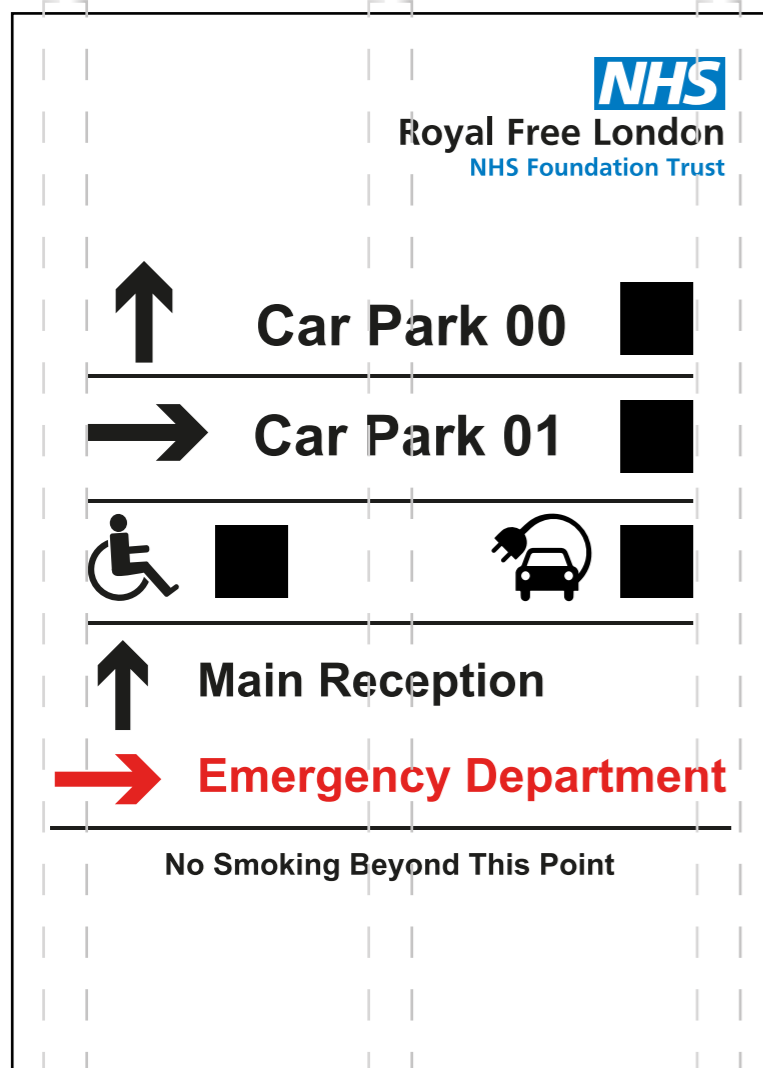 NHS
Royal Free London
NHS Foundation Trust
Car Park 00
Car Park 01
Main Reception
Emergency Department
No Smoking Beyond This Point